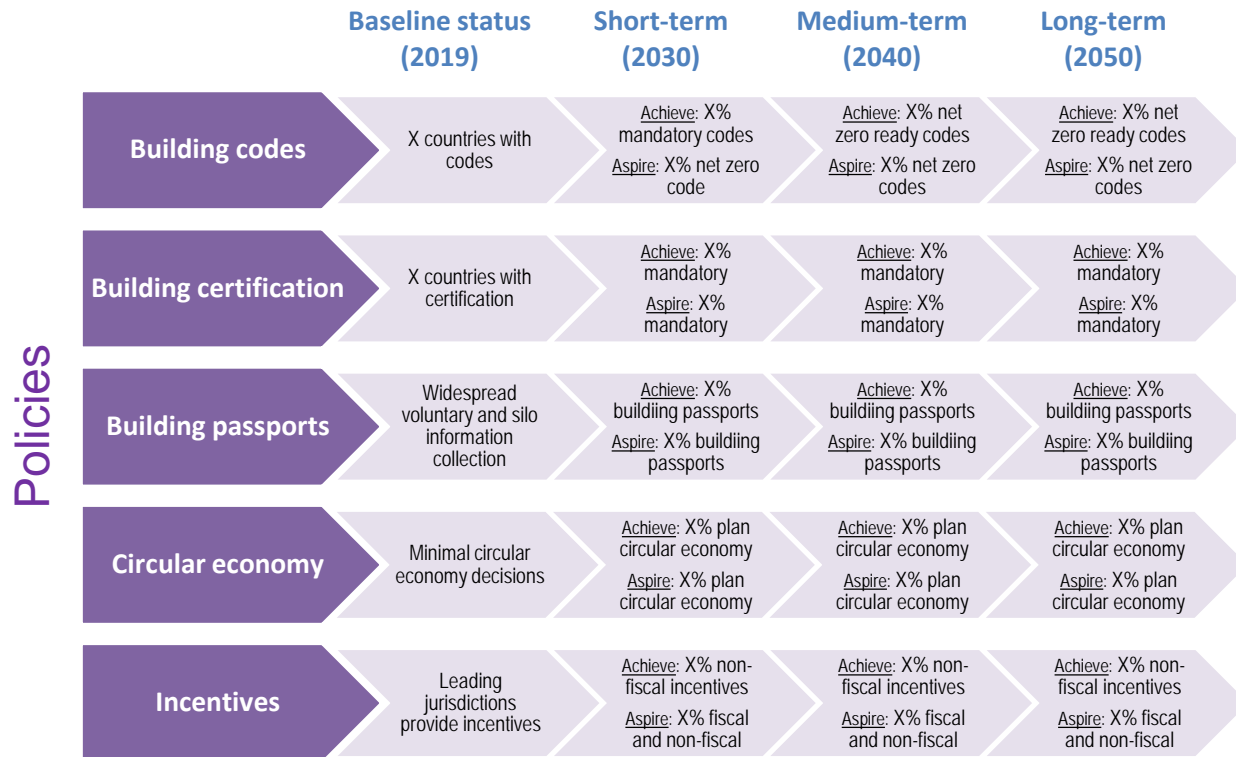 Baseline status
(2019)
Short-term
(2030)
Medium-term
(2040)
Long-term
(2050)
Policies
Building codes
X countries with
codes
Achieve: X%
mandatory codes
Aspire: X% net zero
code
Achieve: X% net
zero ready codes
Aspire: X% net zero
codes
Achieve: X% net
zero ready codes
Aspire: X% net zero
codes
Building certification
X countries with
certification
Achieve: X%
mandatory
Aspire: X%
mandatory
Achieve: X%
mandatory
Aspire: X%
mandatory
Achieve: X%
mandatory
Aspire: X%
mandatory
Building passports
Widespread
voluntary and silo
information
collection
Achieve: X%
buildiing passports
Aspire: X% buildiing
passports
Achieve: X%
buildiing passports
Aspire: X% buildiing
passports
Achieve: X%
buildiing passports
Aspire: X% buildiing
passports
Circular economy
Minimal circular
economy decisions
Achieve: X% plan
circular economy
Aspire: X% plan
circular economy
Achieve: X% plan
circular economy
Aspire: X% plan
circular economy
Achieve: X% plan
circular economy
Aspire: X% plan
circular economy
Incentives
Leading
jurisdictions
provide incentives
Achieve: X% non-
fiscal incentives
Aspire: X% fiscal
and non-fiscal
Achieve: X% non-
fiscal incentives
Aspire: X% fiscal
and non-fiscal
Achieve: X% non-
fiscal incentives
Aspire: X% fiscal
and non-fiscal